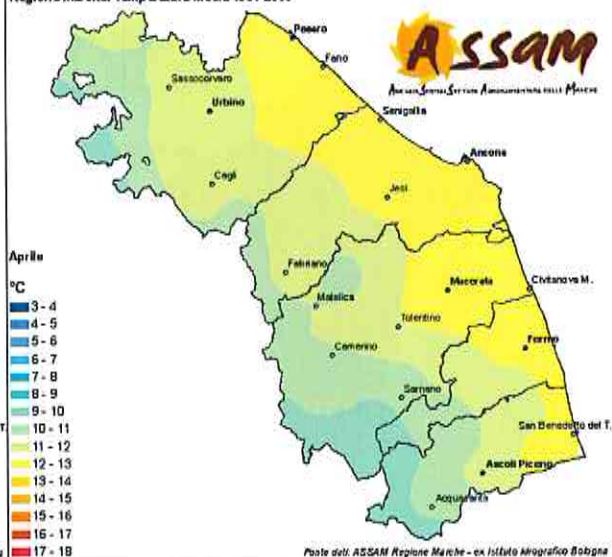 Pesaro
Fano
ASSAM
Sassocorvaro
Urbino
Senigallia
Ancona
Cagli
Jesi
Aprile
°C
3 - 4
4 - 5
5 - 6
6 - 7
7 - 8
8 - 9
9 - 10
10 - 11
11 - 12
12 - 13
13 - 14
14 - 15
15 - 16
16 - 17
17 - 18
Fabriano
Matelica
Macerata
Civitanova M.
Tolentino
Camerino
Fermo
Sarnano
San Benedetto del T.
Ascoli Piceno
Acquasanta
Fonte dati: ASSAM Regione Marche - ex Istituto Idrografico Bologna